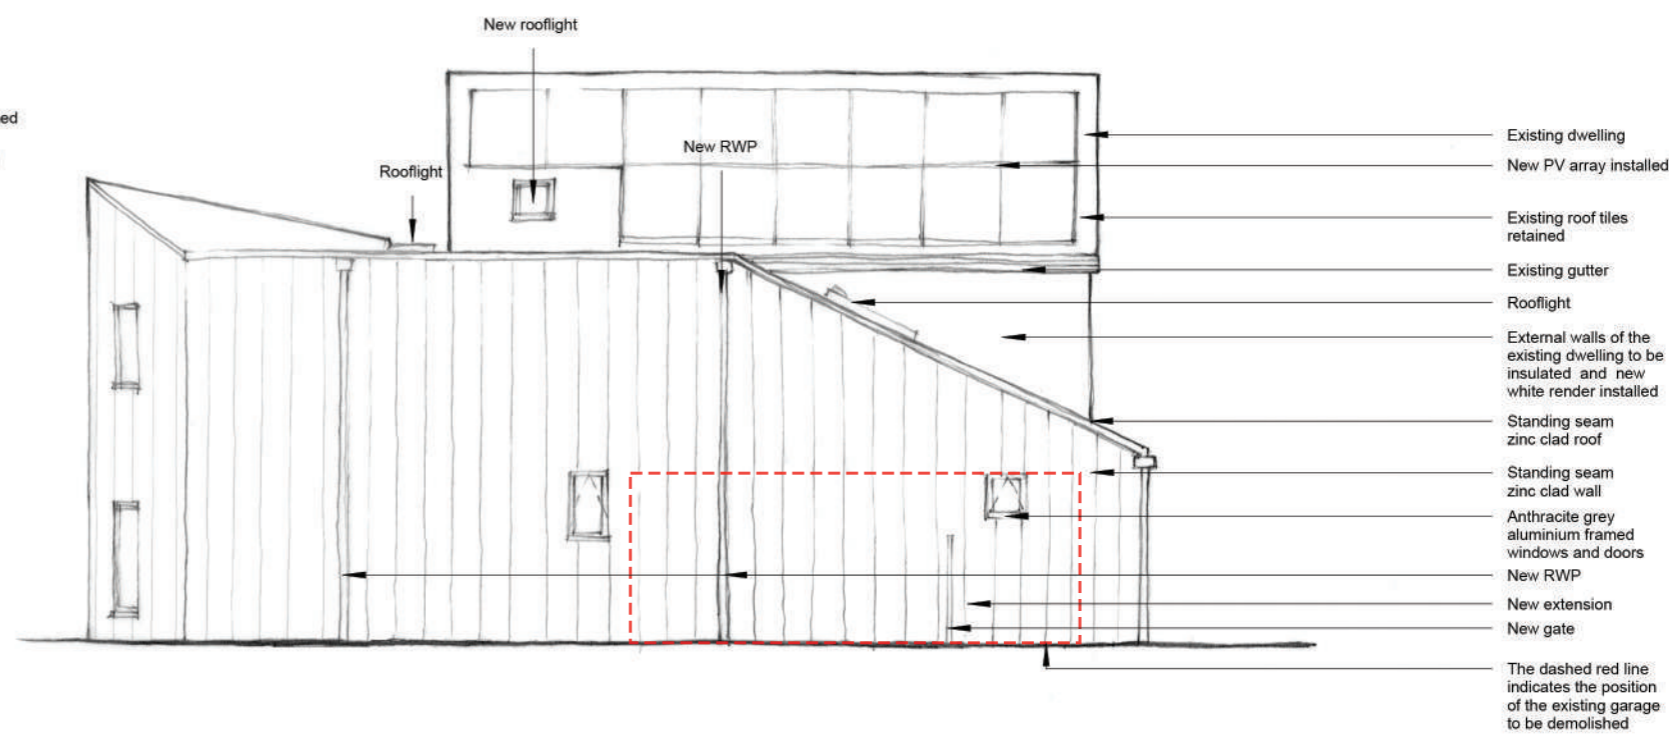 New rooflight
ed
New RWP
Rooflight
Existing dwelling
New PV array installed
Existing roof tiles
retained
Existing gutter
Rooflight
External walls of the
existing dwelling to be
insulated and new
white render installed
Standing seam
zinc clad roof
Standing seam
zinc clad wall
Anthracite grey
aluminium framed
windows and doors
New RWP
New extension
New gate
The dashed red line
indicates the position
of the existing garage
to be demolished